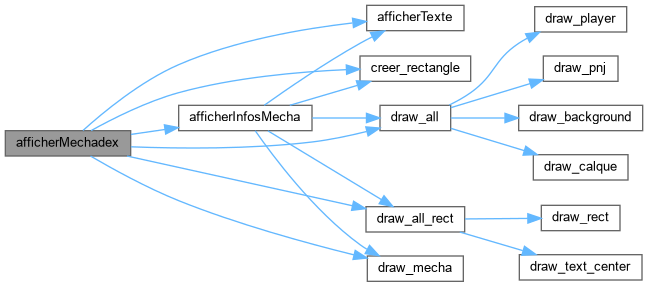 afficherMechadex
afficherInfosMecha
afficherTexte
creer_rectangle
draw_all
draw_all_rect
draw_mecha
draw_player
draw_pnj
draw_background
draw_calque
draw_rect
draw_text_center